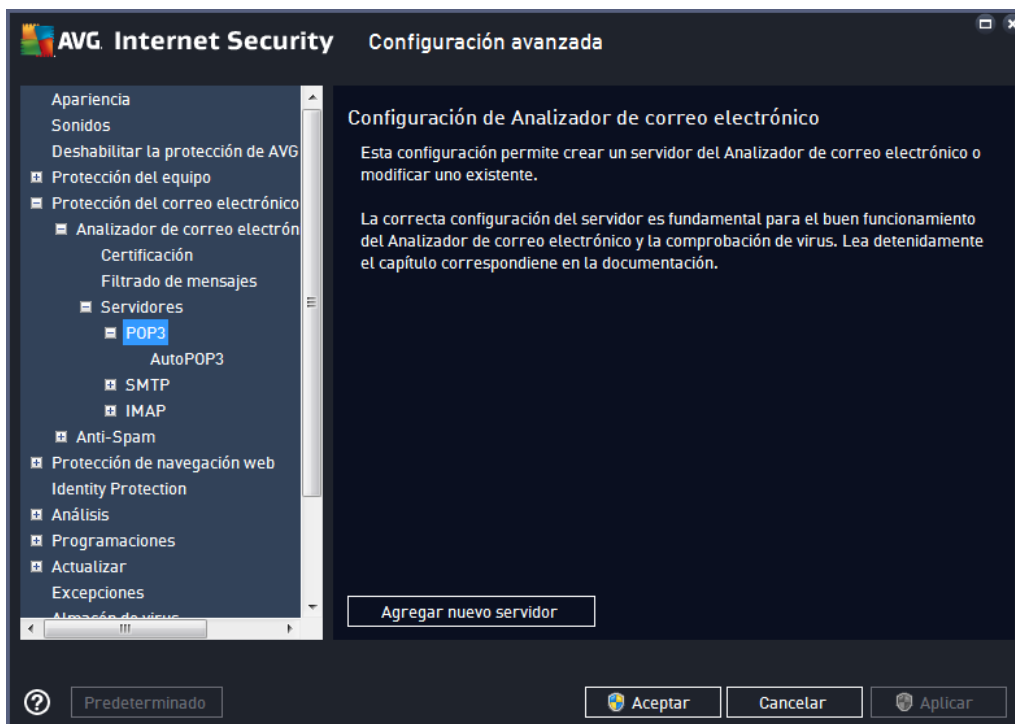 AVG. Internet Security Configuración avanzada
Apariencia
Sonidos
Deshabilitar la protección de AVG
Protección del equipo
Protección del correo electrónico
Analizador de correo electrón
Certificación
Filtrado de mensajes
Servidores
POP3
AutoPOP3
SMTP
IMAP
Anti-Spam
Protección de navegación web
Identity Protection
Análisis
Programaciones
Actualizar
Excepciones
Almacén de virus
Configuración de Analizador de correo electrónico
Esta configuración permite crear un servidor del Analizador de correo electrónico o
modificar uno existente.
La correcta configuración del servidor es fundamental para el buen funcionamiento
del Analizador de correo electrónico y la comprobación de virus. Lea detenidamente
el capítulo correspondiene en la documentación.
Agregar nuevo servidor
Predeterminado
Aceptar
Cancelar
Aplicar